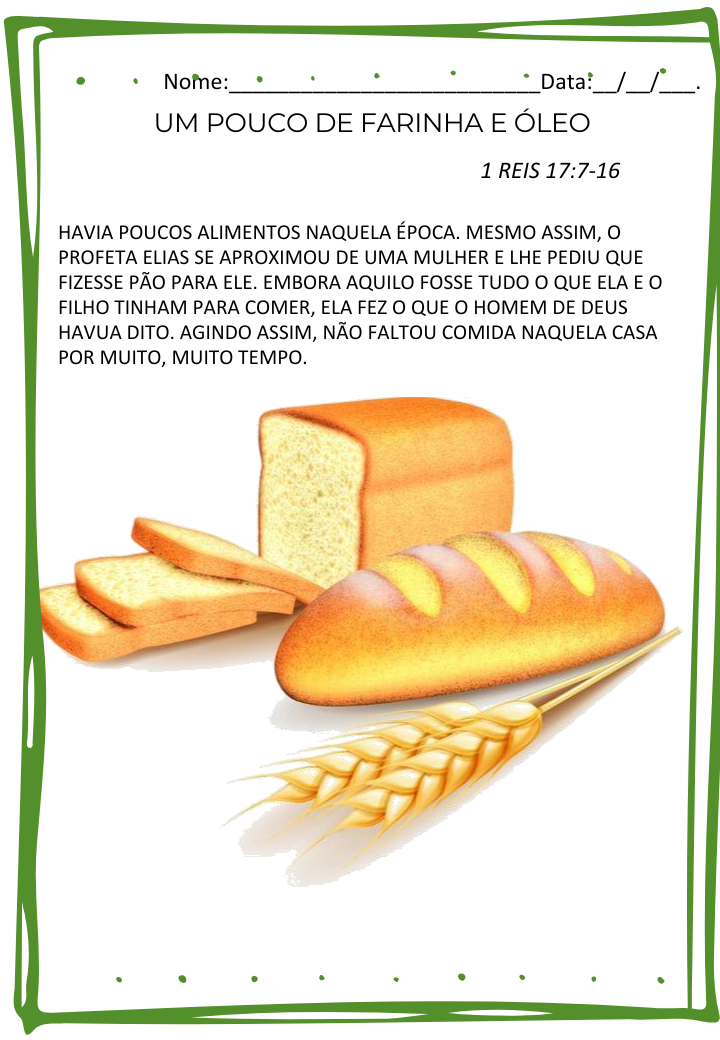 Nome:__________________________Data:__/__/___.
UM POUCO DE FARINHA E ÓLEO
1 REIS 17:7-16
HAVIA POUCOS ALIMENTOS NAQUELA ÉPOCA. MESMO ASSIM, O
PROFETA ELIAS SE APROXIMOU DE UMA MULHER E LHE PEDIU QUE
FIZESSE PÃO PARA ELE. EMBORA AQUILO FOSSE TUDO O QUE ELA E O
FILHO TINHAM PARA COMER, ELA FEZ O QUE O HOMEM DE DEUS
HAVUA DITO. AGINDO ASSIM, NÃO FALTOU COMIDA NAQUELA CASA
POR MUITO, MUITO TEMPO.